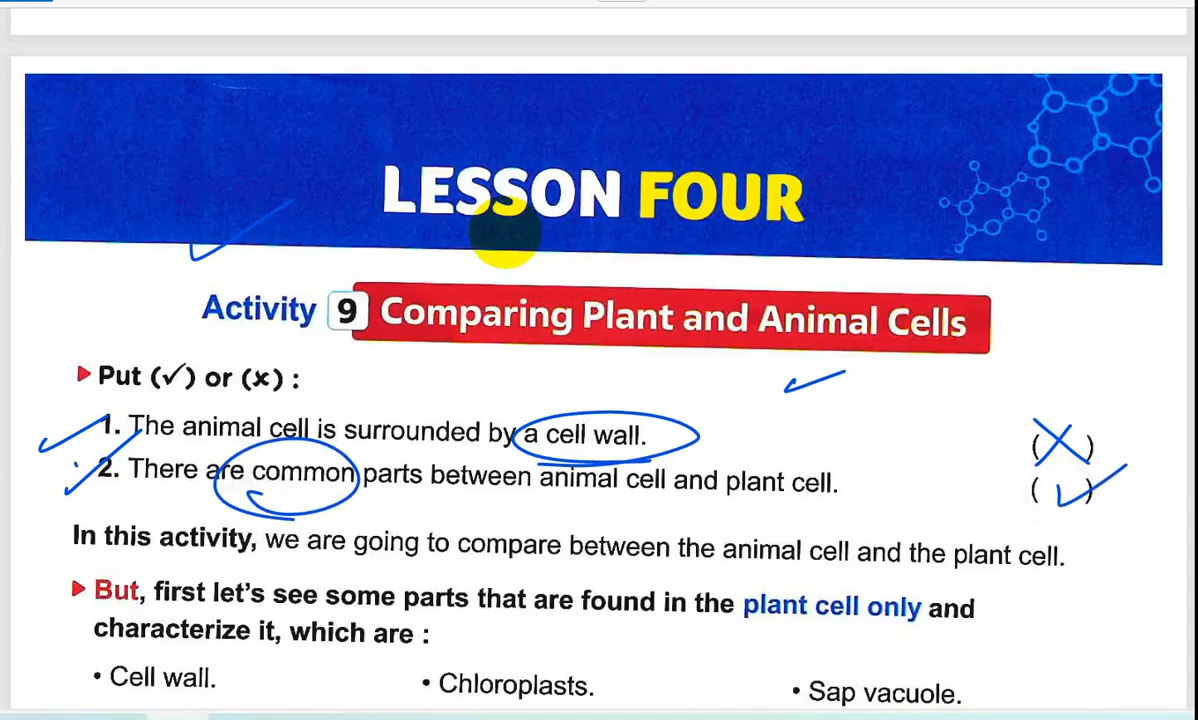 LESSON FOUR
Activity 9 Comparing Plant and Animal Cells
Put (✓) or (x) :
1. The animal cell is surrounded by a cell wall. (X)
2. There are common parts between animal cell and plant cell. (✓)
In this activity, we are going to compare between the animal cell and the plant cell.
But, first let's see some parts that are found in the plant cell only and
characterize it, which are :
• Cell wall. • Chloroplasts. • Sap vacuole.